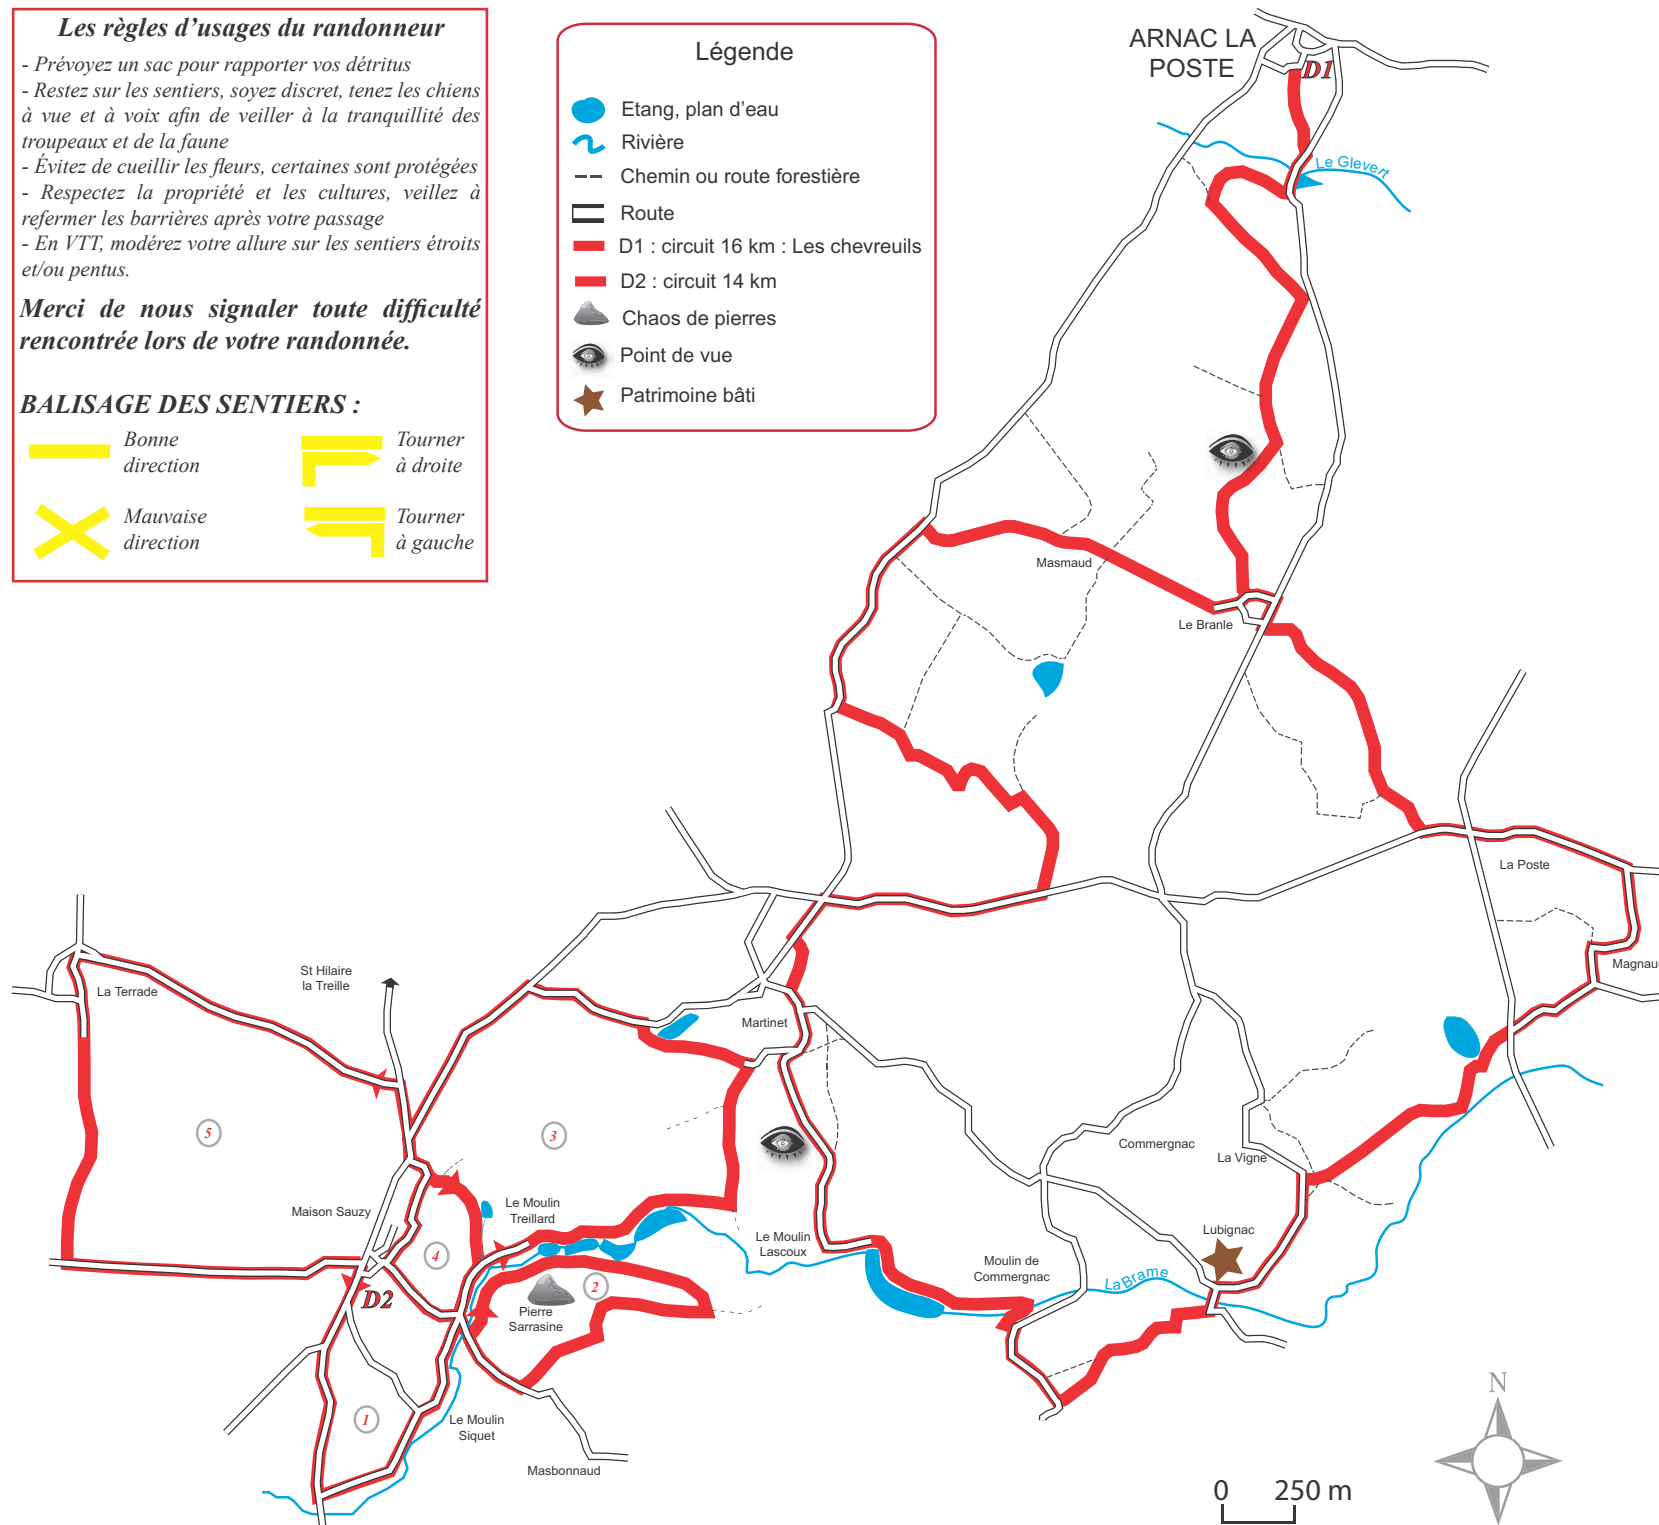 Les règles d'usages du randonneur
- Prévoyez un sac pour rapporter vos détritus
- Restez sur les sentiers, soyez discret, tenez les chiens
à vue et à voix afin de veiller à la tranquillité des
troupeaux et de la faune
- Évitez de cueillir les fleurs, certaines sont protégées
- Respectez la propriété et les cultures, veillez à
refermer les barrières après votre passage
- En VTT, modérez votre allure sur les sentiers étroits
et/ou pentus.
Merci de nous signaler toute difficulté
rencontrée lors de votre randonnée.
BALISAGE DES SENTIERS :
Bonne
direction
Tourner
à droite
Mauvaise
direction
Tourner
à gauche
Légende
Etang, plan d'eau
Rivière
Chemin ou route forestière
Route
D1 : circuit 16 km : Les chevreuils
D2 : circuit 14 km
Chaos de pierres
Point de vue
Patrimoine bâti
ARNAC LA
POSTE
D1
Le Glevert
Masmaud
Le Branle
La Poste
Magnaud
La Terrade
St Hilaire
la Treille
Martinet
5
3
Commergnac
La Vigne
Maison Sauzy
Le Moulin
Treillard
Le Moulin
Lascoux
Lubignac
4
Moulin de
Commergnac
La Brame
2
D2
Pierre
Sarrasine
1
Le Moulin
Siquet
Masbonnaud
N
0 250 m